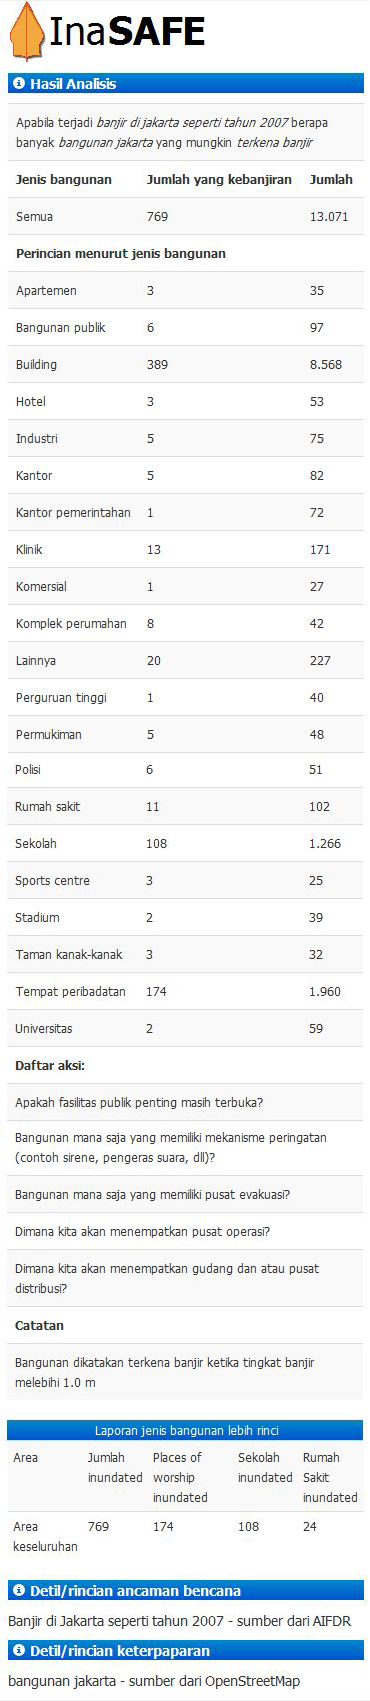 InaSAFE
Hasil Analisis
Apabila terjadi banjir di jakarta seperti tahun 2007 berapa
banyak bangunan jakarta yang mungkin terkena banjir
Jenis bangunan Jumlah yang kebanjiran Jumlah
Semua 769 13.071
Perincian menurut jenis bangunan
Apartemen 3 35
Bangunan publik 6 97
Building 389 8.568
Hotel 3 53
Industri 5 75
Kantor 5 82
Kantor pemerintahan 1 72
Klinik 13 171
Komersial 1 27
Komplek perumahan 8 42
Lainnya 20 227
Perguruan tinggi 1 40
Permukiman 5 48
Polisi 6 51
Rumah sakit 11 102
Sekolah 108 1.266
Sports centre 3 25
Stadium 2 39
Taman kanak-kanak 3 32
Tempat peribadatan 174 1.960
Universitas 2 59
Daftar aksi:
Apakah fasilitas publik penting masih terbuka?
Bangunan mana saja yang memiliki mekanisme peringatan
(contoh sirene, pengeras suara, dll)?
Bangunan mana saja yang memiliki pusat evakuasi?
Dimana kita akan menempatkan pusat operasi?
Dimana kita akan menempatkan gudang dan atau pusat
distribusi?
Catatan
Bangunan dikatakan terkena banjir ketika tingkat banjir
melebihi 1.0 m
Laporan jenis bangunan lebih rinci
Area Jumlah Places of Sekolah Rumah
inundated worship inundated Sakit
inundated inundated
Area 769 174 108 24
keseluruhan
Detil/rincian ancaman bencana
Banjir di Jakarta seperti tahun 2007 - sumber dari AIFDR
Detil/rincian keterpaparan
bangunan jakarta - sumber dari OpenStreetMap